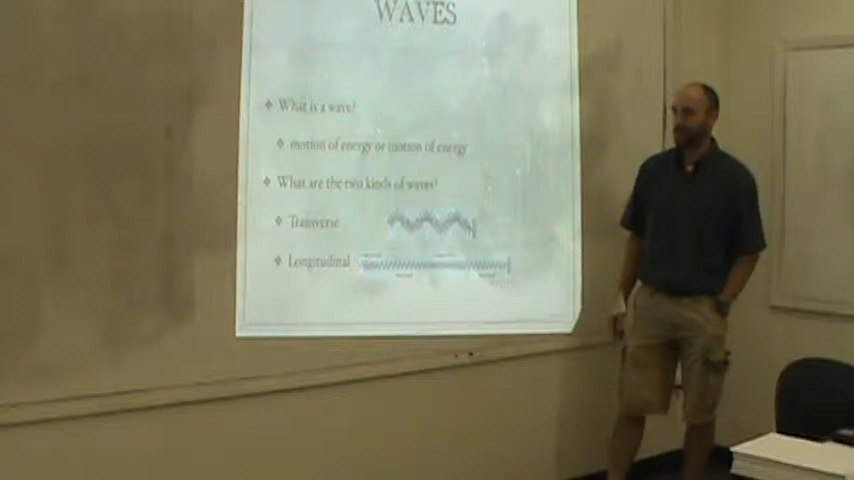 WAVES
What is a wave?
motion of energy or motion of energy
What are the two kinds of waves?
Transverse
Longitudinal